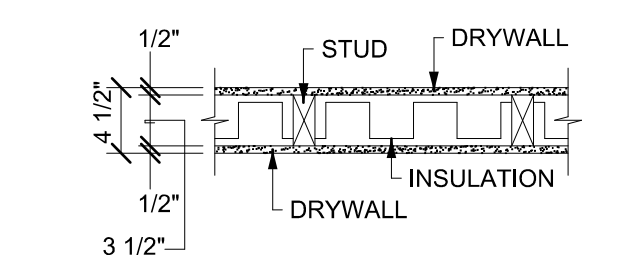 1/2"
STUD
DRYWALL
4 1/2"
INSULATION
1/2"
DRYWALL
3 1/2"